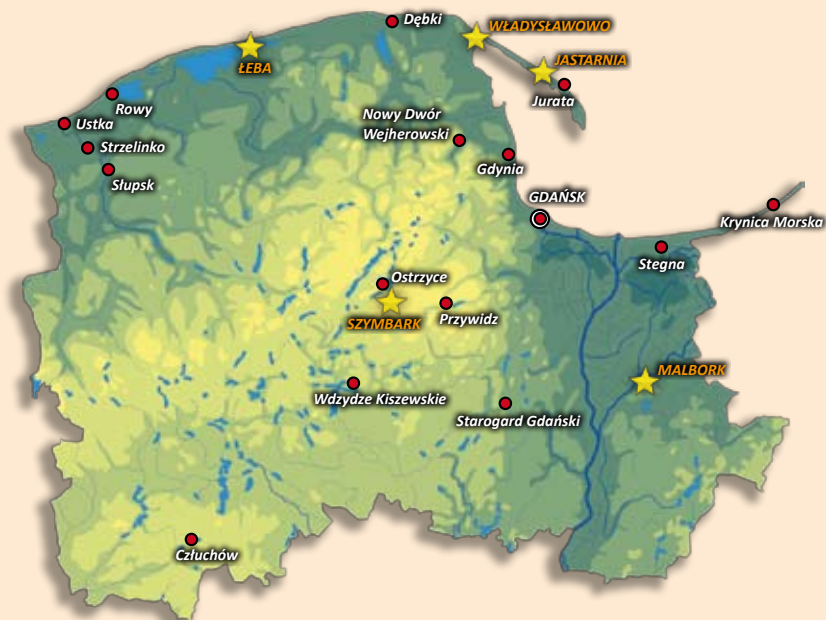 Dębki
WŁADYSŁAWOWO
ŁEBA
JASTARNIA
Jurata
Rowy
Ustka
Nowy Dwór
Wejherowski
Strzelinko
Gdynia
Słupsk
GDAŃSK
Krynica Morska
Stegna
Ostrzyce
SZYMBARK
Przywidz
MALBORK
Wdzydze Kiszewskie
Starogard Gdański
Człuchów